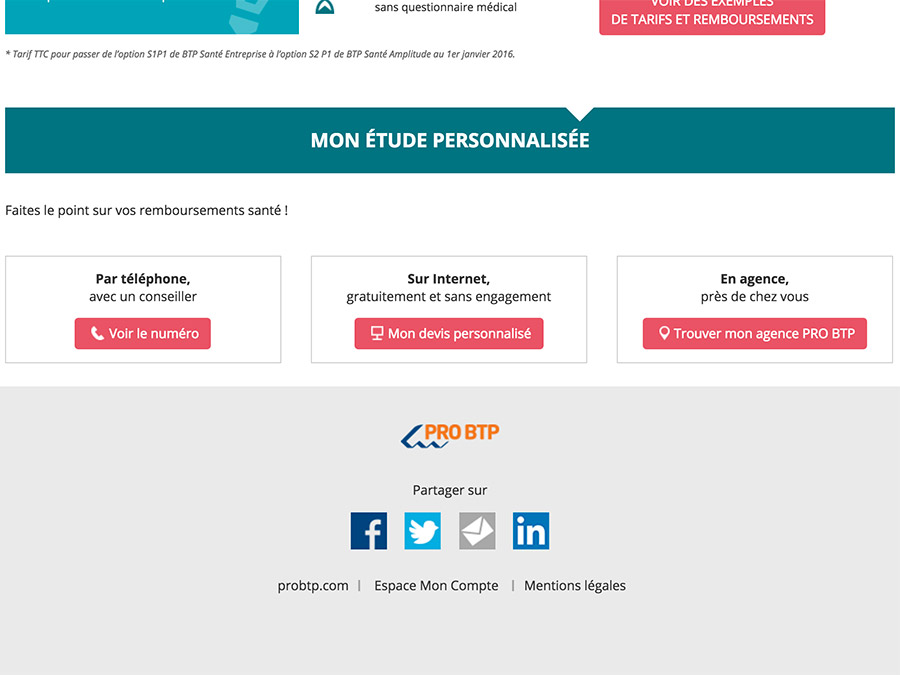 sans questionnaire médical
VOIR DES EXEMPLES
DE TARIFS ET REMBOURSEMENTS
* Tarif TTC pour passer de l'option S1P1 de BTP Santé Entreprise à l'option S2 P1 de BTP Santé Amplitude au 1er janvier 2016.
MON ÉTUDE PERSONNALISÉE
Faites le point sur vos remboursements santé !
Par téléphone,
avec un conseiller
Voir le numéro
Sur Internet,
gratuitement et sans engagement
Mon devis personnalisé
En agence,
près de chez vous
Trouver mon agence PRO BTP
PRO BTP
Partager sur
probtp.com | Espace Mon Compte | Mentions légales